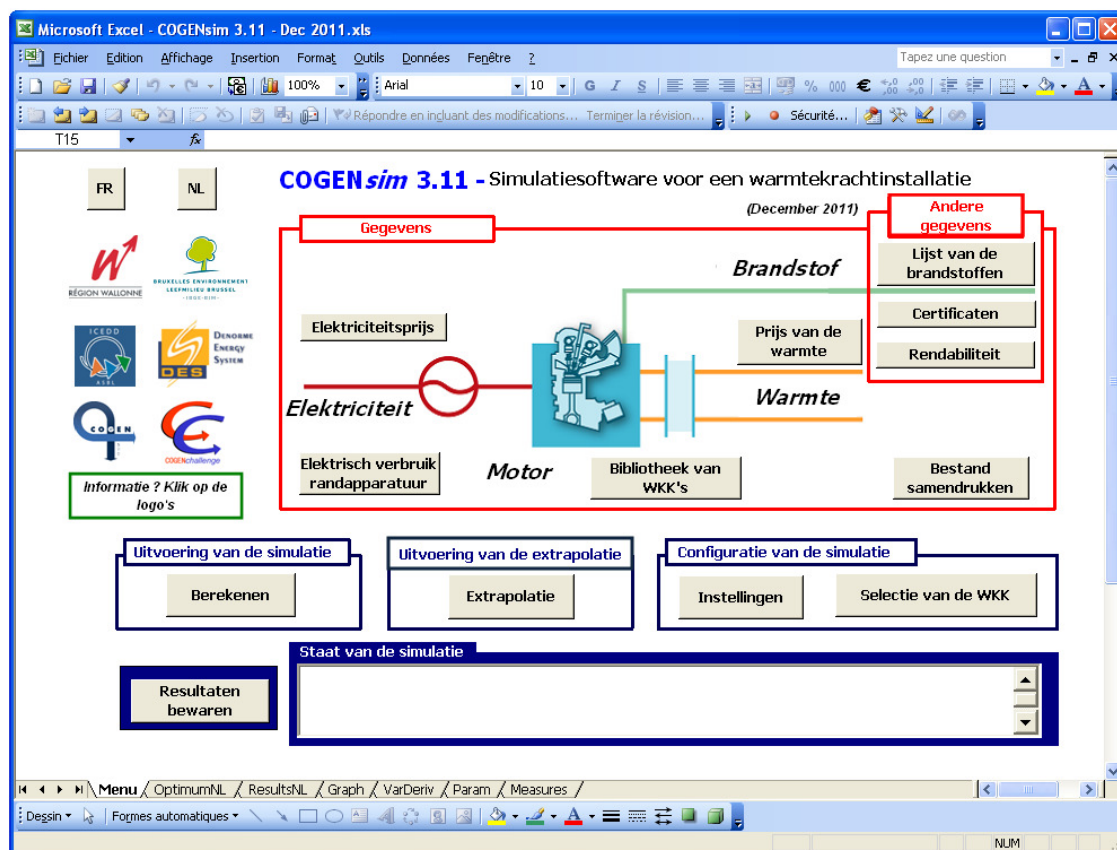 Microsoft Excel - COGENsim 3.11 - Dec 2011.xls
Fichier Edition Affichage Insertion Format Outils Données Fenêtre ?
Tapez une question
100% Arial 10 G I S % 000 €
Répondre en incluant des modifications... Terminer la révision... Sécurité...
T15 fx
FR NL
COGENsim 3.11 - Simulatiesoftware voor een warmtekrachtinstallatie
(December 2011)
Gegevens
Andere
gegevens
Brandstof
Lijst van de
brandstoffen
RÉGION WALLONNE
BRUXELLES ENVIRONNEMENT
LEEFMILIEU BRUSSEL
Elektriciteitsprijs
Prijs van de
warmte
Certificaten
Rendabiliteit
ICEDD
ASBL
DES
DENORME
ENERGY
SYSTEM
Elektriciteit
Warmte
COGEN
COGENchallenge
Elektrisch verbruik
randapparatuur
Motor
Bibliotheek van
WKK's
Bestand
samendrukken
Informatie ? Klik op de
logo's
Uitvoering van de simulatie
Berekenen
Uitvoering van de extrapolatie
Extrapolatie
Configuratie van de simulatie
Instellingen
Selectie van de WKK
Staat van de simulatie
Resultaten
bewaren
Menu OptimumNL ResultsNL Graph VarDeriv Param Measures
Dessin Formes automatiques
NUM